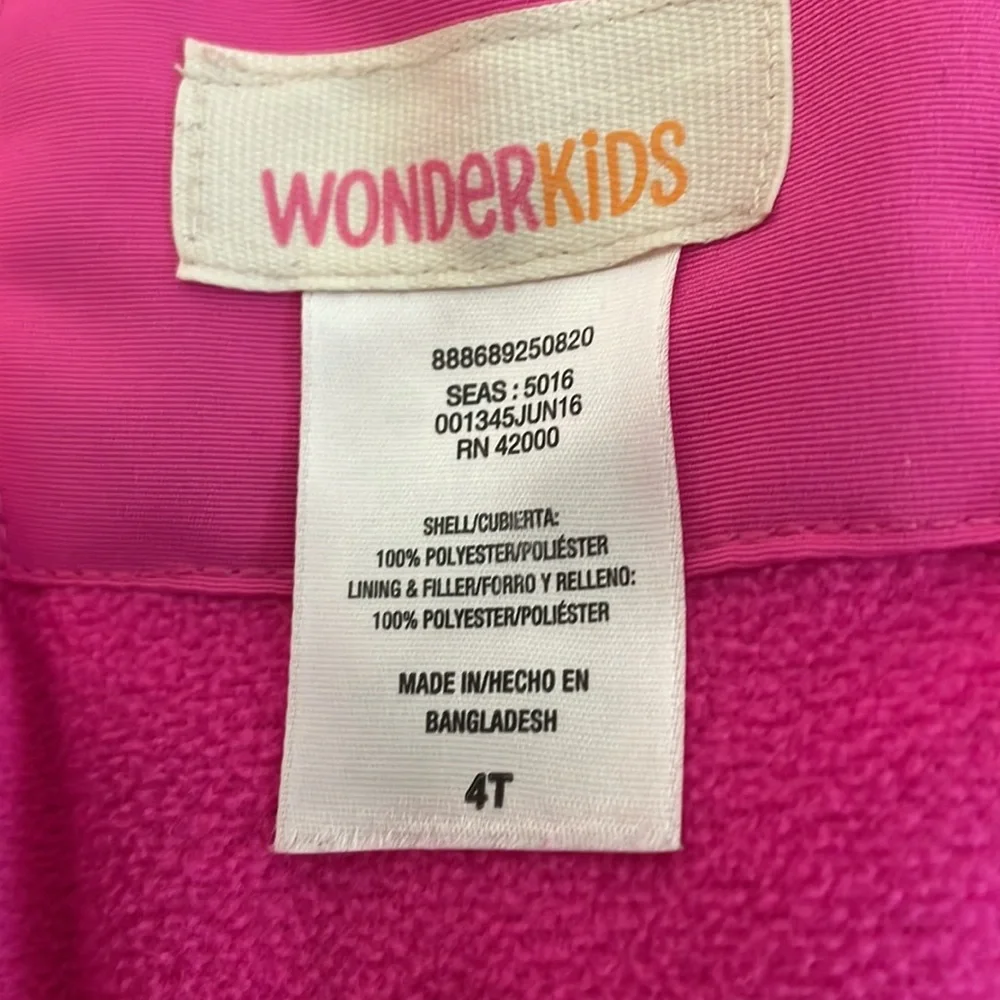 WONDERKiDS
888689250820
SEAS : 5016
001345JUN16
RN 42000
SHELL/CUBIERTA:
100% POLYESTER/POLIÉSTER
LINING & FILLER/FORRO Y RELLENO:
100% POLYESTER/POLIÉSTER
MADE IN/HECHO EN
BANGLADESH
4T